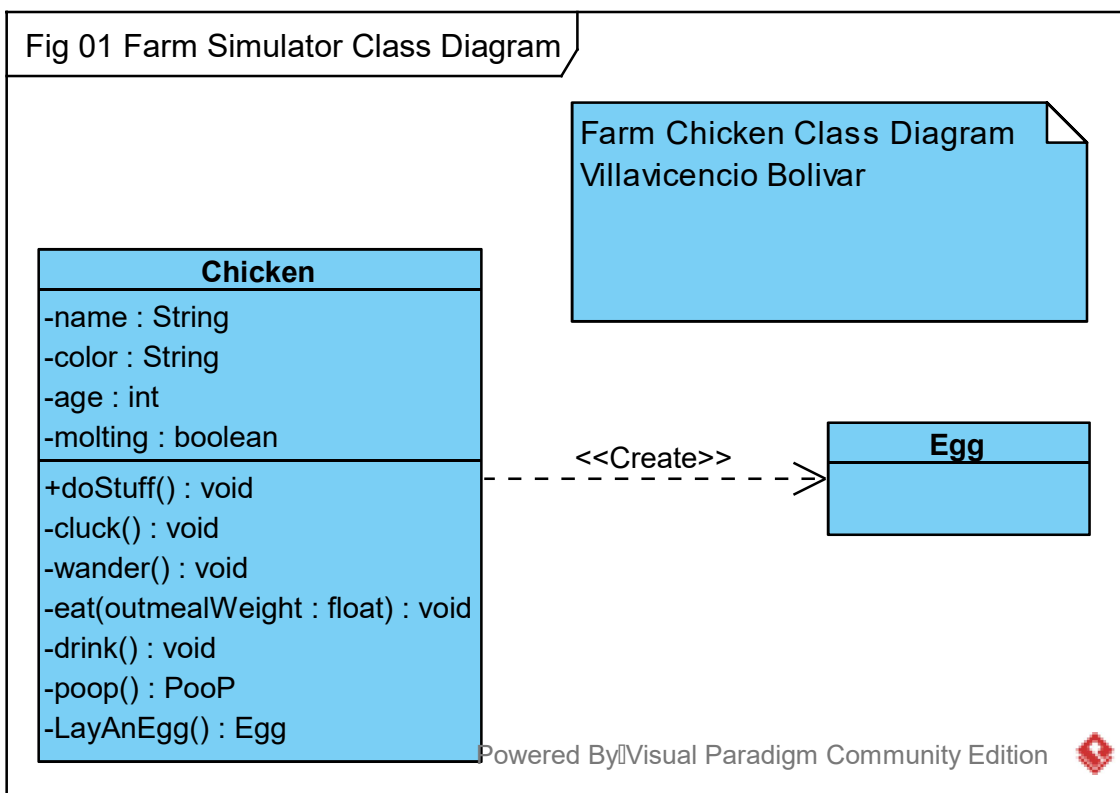 Fig 01 Farm Simulator Class Diagram
Farm Chicken Class Diagram
Villavicencio Bolivar
Chicken
-name : String
-color : String
-age : int
-molting : boolean
+doStuff() : void
-cluck() : void
-wander() : void
-eat(outmealWeight : float) : void
-drink() : void
-poop() : PooP
-LayAnEgg() : Egg
<<Create>>
Egg
Powered By Visual Paradigm Community Edition